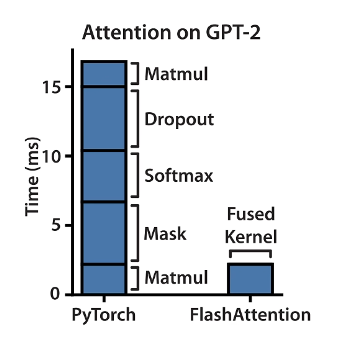 Attention on GPT-2
Time (ms)
15
10
5
0
Matmul
Dropout
Softmax
Mask
Matmul
Fused
Kernel
PyTorch
FlashAttention